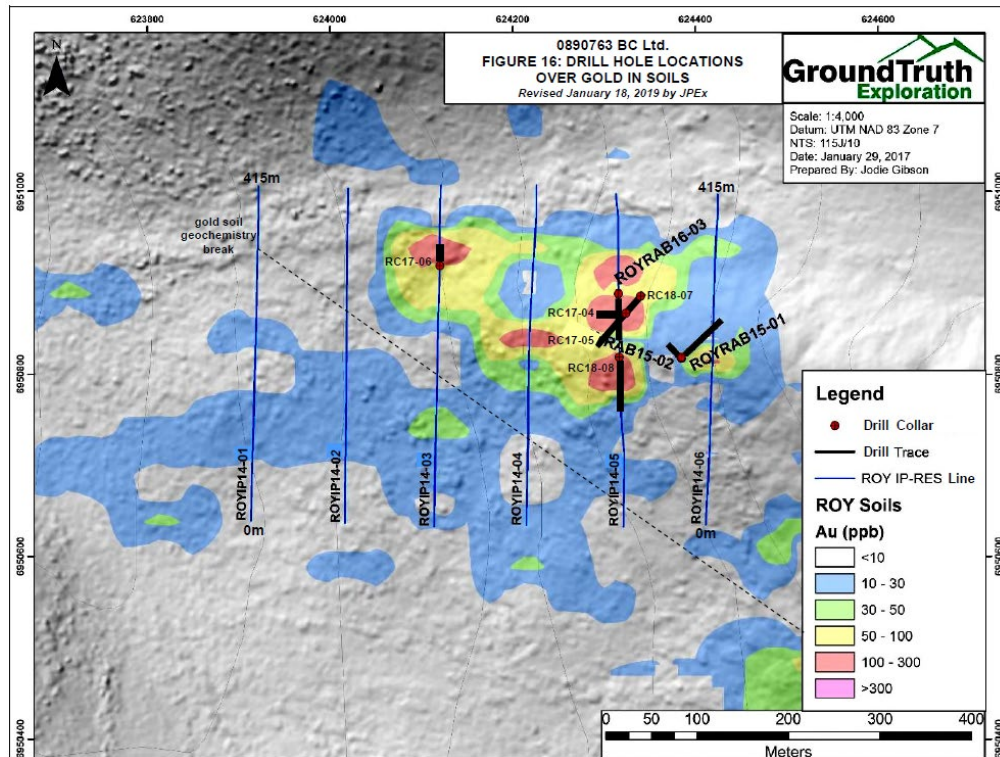 623800
624000
624200
624400
624600
N
0890763 BC Ltd.
FIGURE 16: DRILL HOLE LOCATIONS
OVER GOLD IN SOILS
Revised January 18, 2019 by JPEx
GroundTruth
Exploration
Scale: 1:4,000
Datum: UTM NAD 83 Zone 7
NTS: 115J/10
Date: January 29, 2017
Prepared By: Jodie Gibson
6951000
6951000
415m
415m
gold soil
geochemistry
break
RC17-06
ROYRAB16-03
RC18-07
RC17-04
RC17-05
RAB15-02
ROYRAB15-01
RC18-08
6950800
6950800
ROYIP14-01
ROYIP14-02
ROYIP14-03
ROYIP14-04
ROYIP14-05
ROYIP14-06
0m
0m
6950600
6950600
6950400
6950400
Legend
Drill Collar
Drill Trace
ROY IP-RES Line
ROY Soils
Au (ppb)
<10
10 - 30
30 - 50
50 - 100
100 - 300
>300
0 50 100 200 300 400
Meters